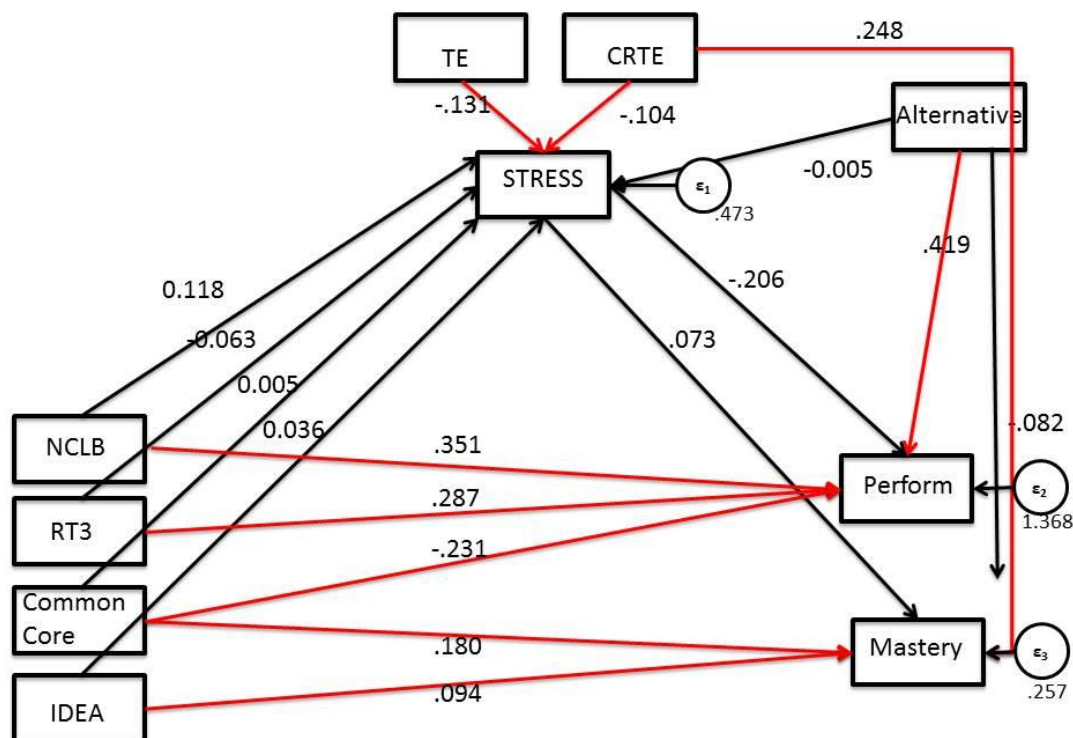 .248
TE
CRTE
-.131
-.104
Alternative
STRESS
ε1
.473
-0.005
.419
-.206
0.118
-0.063
.073
0.005
0.036
-.082
NCLB
.351
Perform
ε2
1.368
.287
RT3
-.231
Common
Core
.180
Mastery
ε3
.257
.094
IDEA